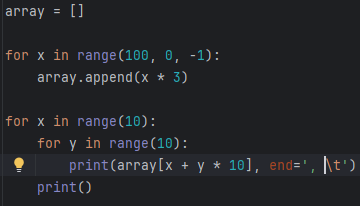 array = []
for x in range(100, 0, -1):
    array.append(x * 3)
for x in range(10):
    for y in range(10):
        print(array[x + y * 10], end=', \t')
    print()